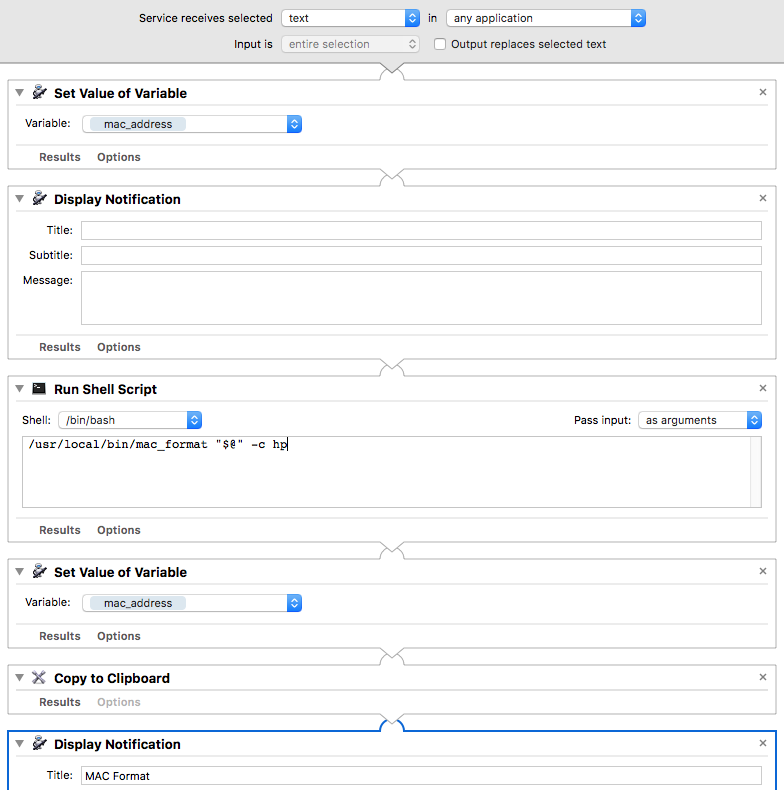 Service receives selected text in any application
Input is entire selection Output replaces selected text
Set Value of Variable
Variable: mac_address
Results Options
Display Notification
Title:
Subtitle:
Message:
Results Options
Run Shell Script
Shell: /bin/bash Pass input: as arguments
/usr/local/bin/mac_format "$@" -c hp
Results Options
Set Value of Variable
Variable: mac_address
Results Options
Copy to Clipboard
Results Options
Display Notification
Title: MAC Format